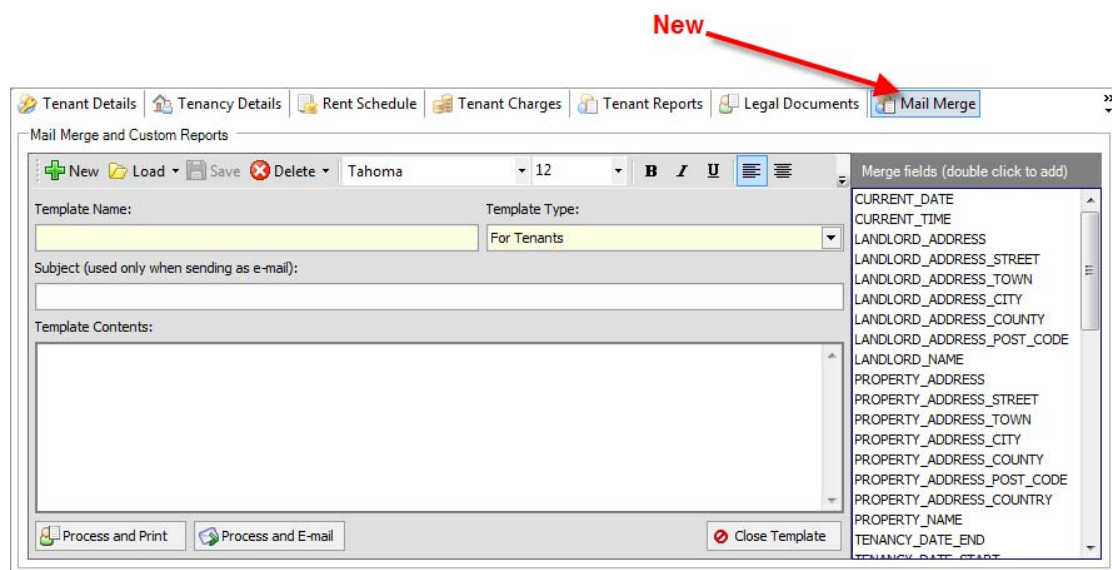 New
Tenant Details Tenancy Details Rent Schedule Tenant Charges Tenant Reports Legal Documents Mail Merge
Mail Merge and Custom Reports
New Load Save Delete Tahoma 12 B I U
Merge fields (double click to add)
Template Name: Template Type:
For Tenants
Subject (used only when sending as e-mail):
Template Contents:
CURRENT_DATE
CURRENT_TIME
LANDLORD_ADDRESS
LANDLORD_ADDRESS_STREET
LANDLORD_ADDRESS_TOWN
LANDLORD_ADDRESS_CITY
LANDLORD_ADDRESS_COUNTY
LANDLORD_ADDRESS_POST_CODE
LANDLORD_NAME
PROPERTY_ADDRESS
PROPERTY_ADDRESS_STREET
PROPERTY_ADDRESS_TOWN
PROPERTY_ADDRESS_CITY
PROPERTY_ADDRESS_COUNTY
PROPERTY_ADDRESS_POST_CODE
PROPERTY_ADDRESS_COUNTRY
PROPERTY_NAME
TENANCY_DATE_END
TENANCY_DATE_START
Process and Print Process and E-mail Close Template